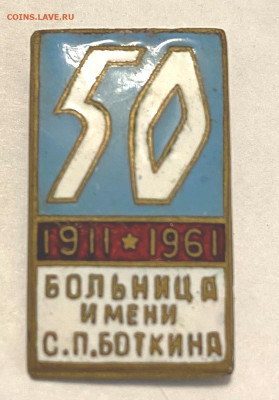 COINS.LAVE.RU
50
1911 ★ 1961
БОЛЬНИЦА
ИМЕНИ
С.П.БОТКИНА